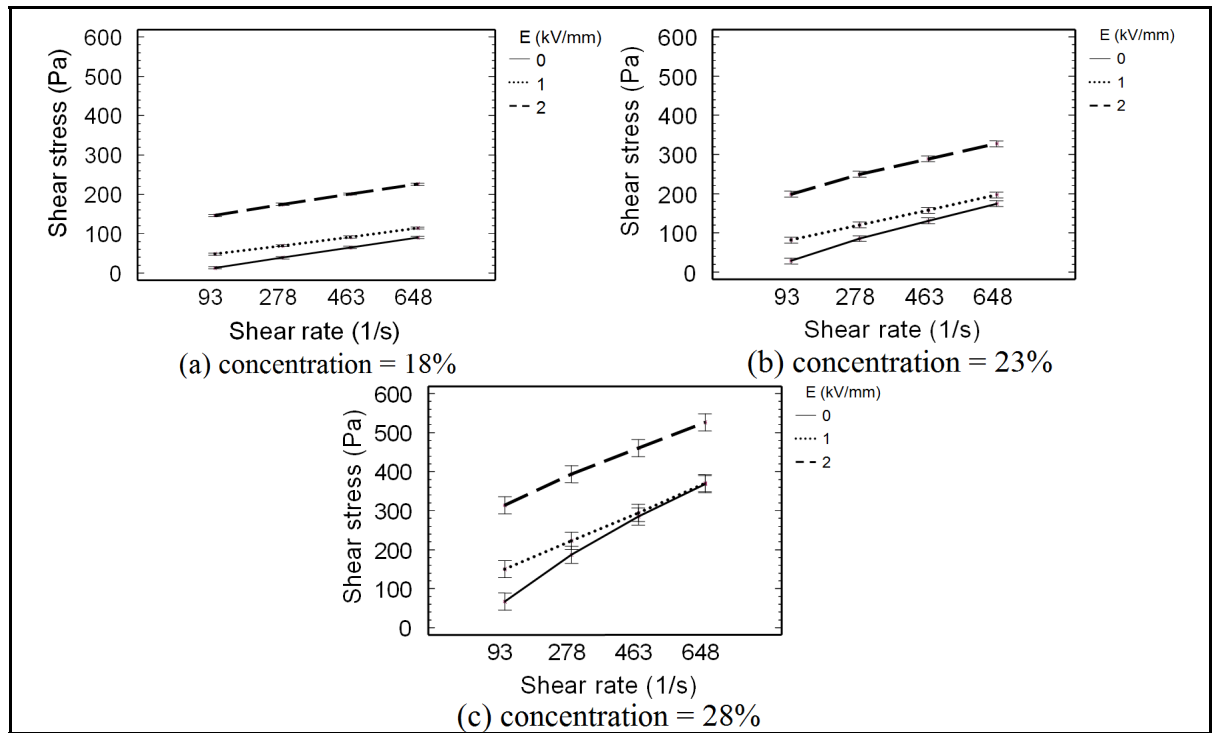 Shear stress (Pa)
600
500
400
300
200
100
0
93 278 463 648
Shear rate (1/s)
E (kV/mm)
0
1
2
(a) concentration = 18%
Shear stress (Pa)
600
500
400
300
200
100
0
93 278 463 648
Shear rate (1/s)
E (kV/mm)
0
1
2
(b) concentration = 23%
Shear stress (Pa)
600
500
400
300
200
100
0
93 278 463 648
Shear rate (1/s)
E (kV/mm)
0
1
2
(c) concentration = 28%